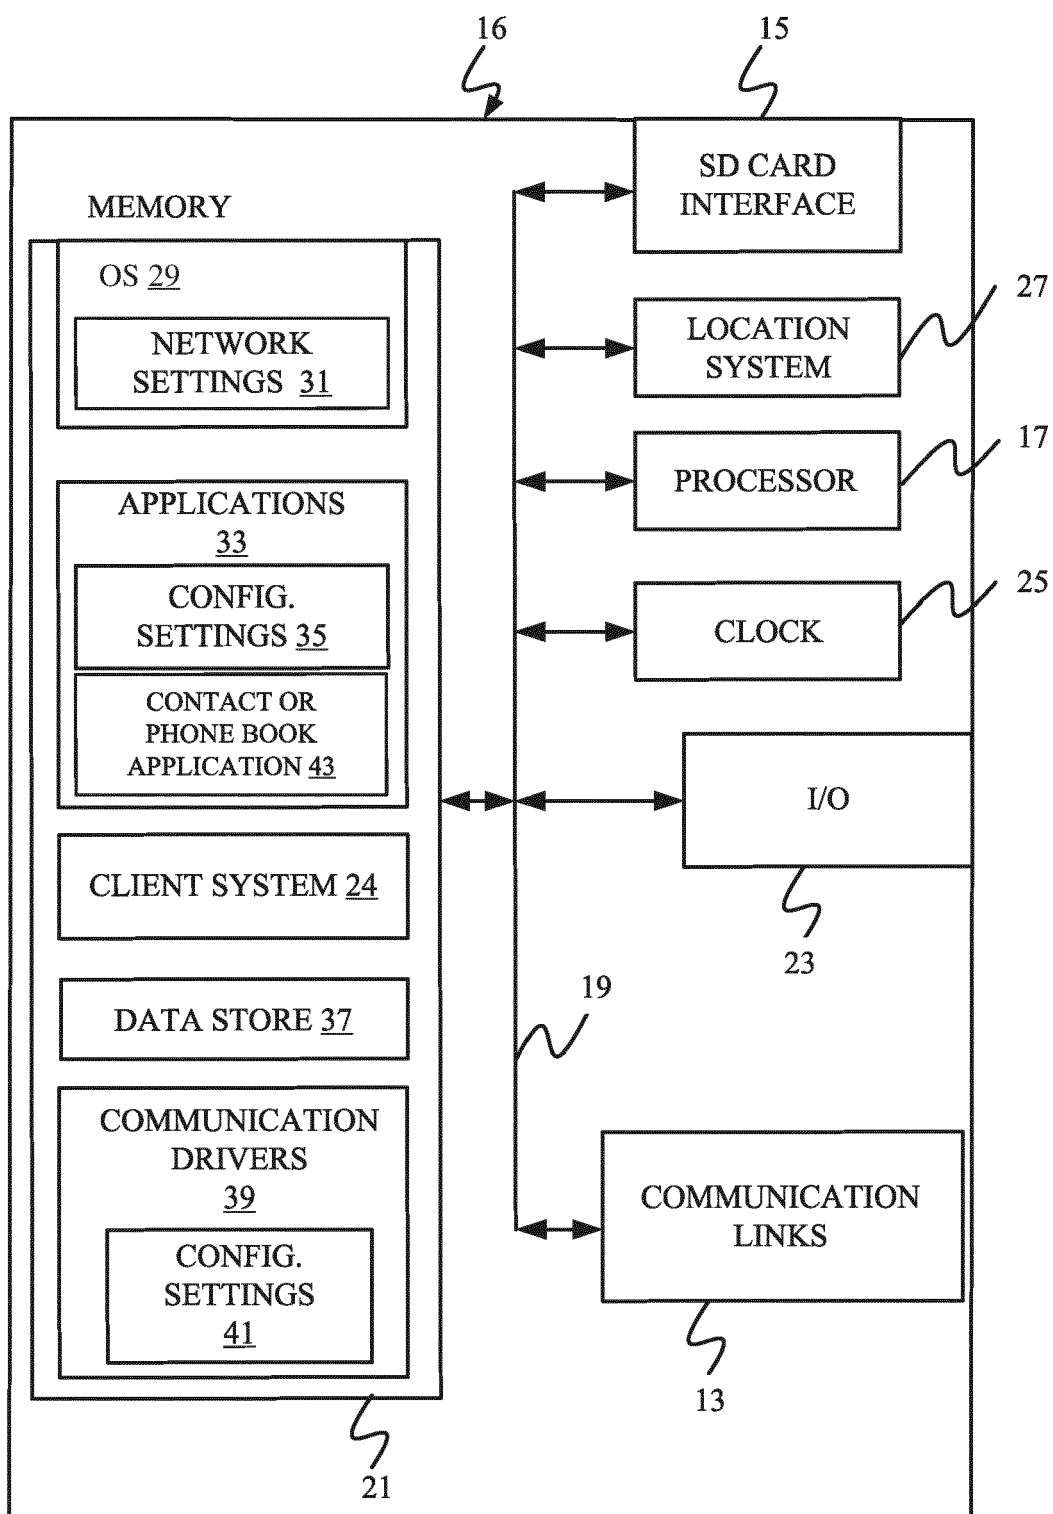 16
15
SD CARD
INTERFACE
MEMORY
OS 29
NETWORK
SETTINGS 31
27
LOCATION
SYSTEM
17
PROCESSOR
APPLICATIONS
33
CONFIG.
SETTINGS 35
CONTACT OR
PHONE BOOK
APPLICATION 43
25
CLOCK
I/O
23
CLIENT SYSTEM 24
DATA STORE 37
19
COMMUNICATION
DRIVERS
39
CONFIG.
SETTINGS
41
COMMUNICATION
LINKS
13
21